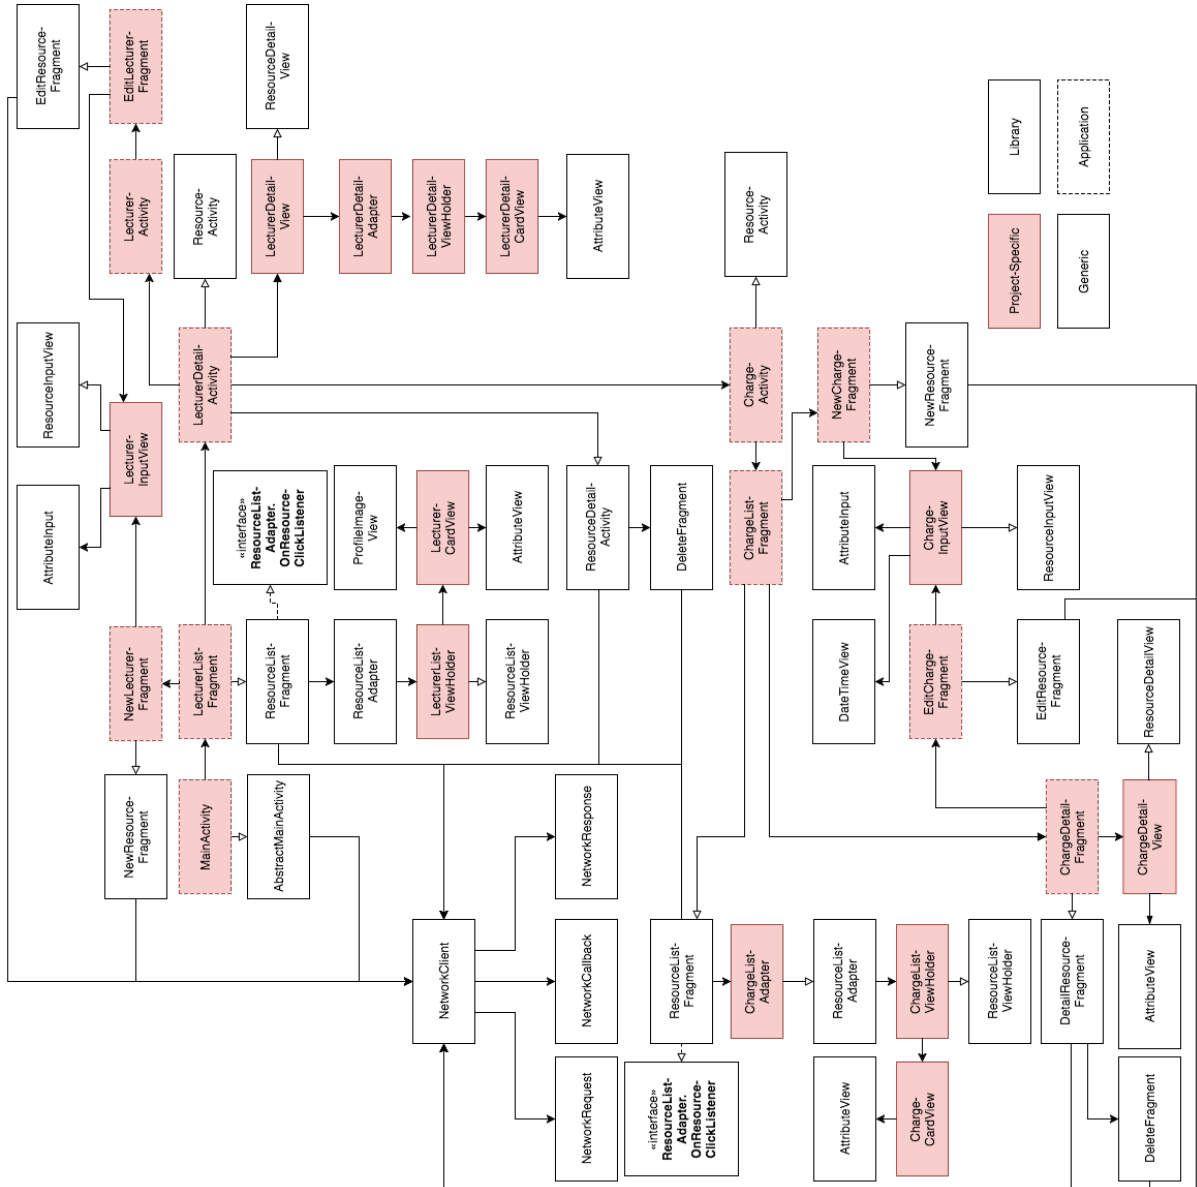 EditResource-
Fragment
EditLecturer-
Fragment
ResourceDetail-
View
Lecturer-
Activity
Resource-
Activity
LecturerDetail-
View
LecturerDetail-
Adapter
LecturerDetail-
ViewHolder
LecturerDetail-
CardView
AttributeView
Resource-
Activity
Library
Application
Project-Specific
Generic
ResourceInputView
Lecturer-
InputView
LecturerDetail-
Activity
Charge-
Activity
NewCharge-
Fragment
NewResource-
Fragment
AttributeInput
«interface»
ResourceList-
Adapter.
OnResource-
ClickListener
ProfileImage-
View
Lecturer-
CardView
AttributeView
ResourceDetail-
Activity
DeleteFragment
ChargeList-
Fragment
AttributeInput
Charge-
InputView
ResourceInputView
NewLecturer-
Fragment
LecturerList-
Fragment
ResourceList-
Fragment
ResourceList-
Adapter
LecturerList-
ViewHolder
ResourceList-
ViewHolder
DateTimeView
EditCharge-
Fragment
EditResource-
Fragment
ResourceDetailView
NewResource-
Fragment
MainActivity
AbstractMainActivity
NetworkResponse
ChargeDetail-
Fragment
ChargeDetail-
View
NetworkClient
NetworkCallback
ResourceList-
Fragment
ChargeList-
Adapter
ResourceList-
Adapter
ChargeList-
ViewHolder
ResourceList-
ViewHolder
DetailResource-
Fragment
AttributeView
NetworkRequest
«interface»
ResourceList-
Adapter.
OnResource-
ClickListener
AttributeView
Charge-
CardView
DeleteFragment